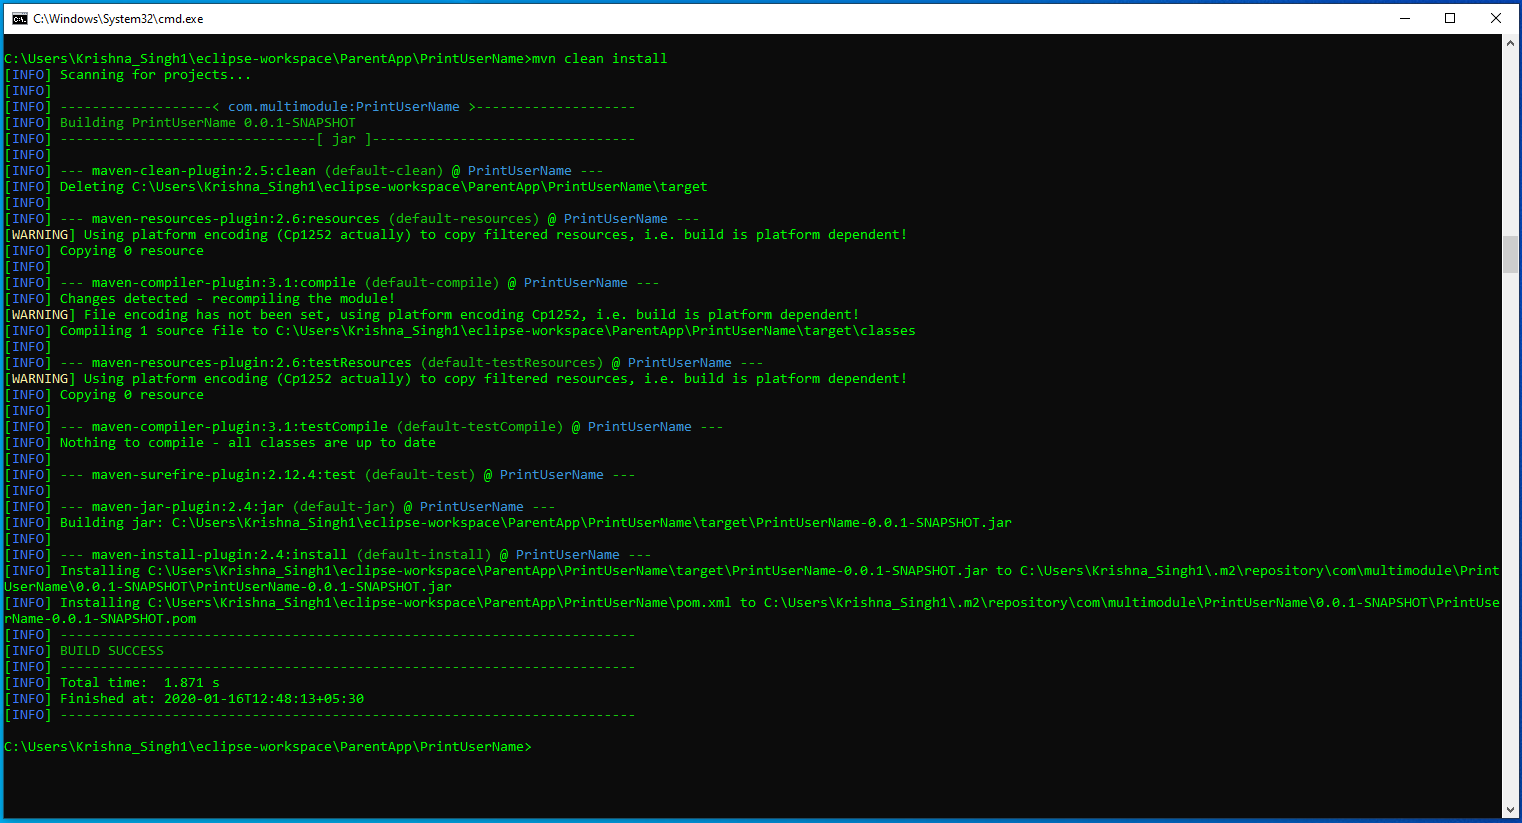 C:\Windows\System32\cmd.exe
C:\Users\Krishna_Singh1\eclipse-workspace\ParentApp\PrintUserName>mvn clean install
[INFO] Scanning for projects...
[INFO]
[INFO] -------------------< com.multimodule:PrintUserName >--------------------
[INFO] Building PrintUserName 0.0.1-SNAPSHOT
[INFO] --------------------------------[ jar ]---------------------------------
[INFO]
[INFO] --- maven-clean-plugin:2.5:clean (default-clean) @ PrintUserName ---
[INFO] Deleting C:\Users\Krishna_Singh1\eclipse-workspace\ParentApp\PrintUserName\target
[INFO]
[INFO] --- maven-resources-plugin:2.6:resources (default-resources) @ PrintUserName ---
[WARNING] Using platform encoding (Cp1252 actually) to copy filtered resources, i.e. build is platform dependent!
[INFO] Copying 0 resource
[INFO]
[INFO] --- maven-compiler-plugin:3.1:compile (default-compile) @ PrintUserName ---
[INFO] Changes detected - recompiling the module!
[WARNING] File encoding has not been set, using platform encoding Cp1252, i.e. build is platform dependent!
[INFO] Compiling 1 source file to C:\Users\Krishna_Singh1\eclipse-workspace\ParentApp\PrintUserName\target\classes
[INFO]
[INFO] --- maven-resources-plugin:2.6:testResources (default-testResources) @ PrintUserName ---
[WARNING] Using platform encoding (Cp1252 actually) to copy filtered resources, i.e. build is platform dependent!
[INFO] Copying 0 resource
[INFO]
[INFO] --- maven-compiler-plugin:3.1:testCompile (default-testCompile) @ PrintUserName ---
[INFO] Nothing to compile - all classes are up to date
[INFO]
[INFO] --- maven-surefire-plugin:2.12.4:test (default-test) @ PrintUserName ---
[INFO]
[INFO] --- maven-jar-plugin:2.4:jar (default-jar) @ PrintUserName ---
[INFO] Building jar: C:\Users\Krishna_Singh1\eclipse-workspace\ParentApp\PrintUserName\target\PrintUserName-0.0.1-SNAPSHOT.jar
[INFO]
[INFO] --- maven-install-plugin:2.4:install (default-install) @ PrintUserName ---
[INFO] Installing C:\Users\Krishna_Singh1\eclipse-workspace\ParentApp\PrintUserName\target\PrintUserName-0.0.1-SNAPSHOT.jar to C:\Users\Krishna_Singh1\.m2\repository\com\multimodule\Print
UserName\0.0.1-SNAPSHOT\PrintUserName-0.0.1-SNAPSHOT.jar
[INFO] Installing C:\Users\Krishna_Singh1\eclipse-workspace\ParentApp\PrintUserName\pom.xml to C:\Users\Krishna_Singh1\.m2\repository\com\multimodule\PrintUserName\0.0.1-SNAPSHOT\PrintUse
rName-0.0.1-SNAPSHOT.pom
[INFO] ------------------------------------------------------------------------
[INFO] BUILD SUCCESS
[INFO] ------------------------------------------------------------------------
[INFO] Total time:  1.871 s
[INFO] Finished at: 2020-01-16T12:48:13+05:30
[INFO] ------------------------------------------------------------------------
C:\Users\Krishna_Singh1\eclipse-workspace\ParentApp\PrintUserName>